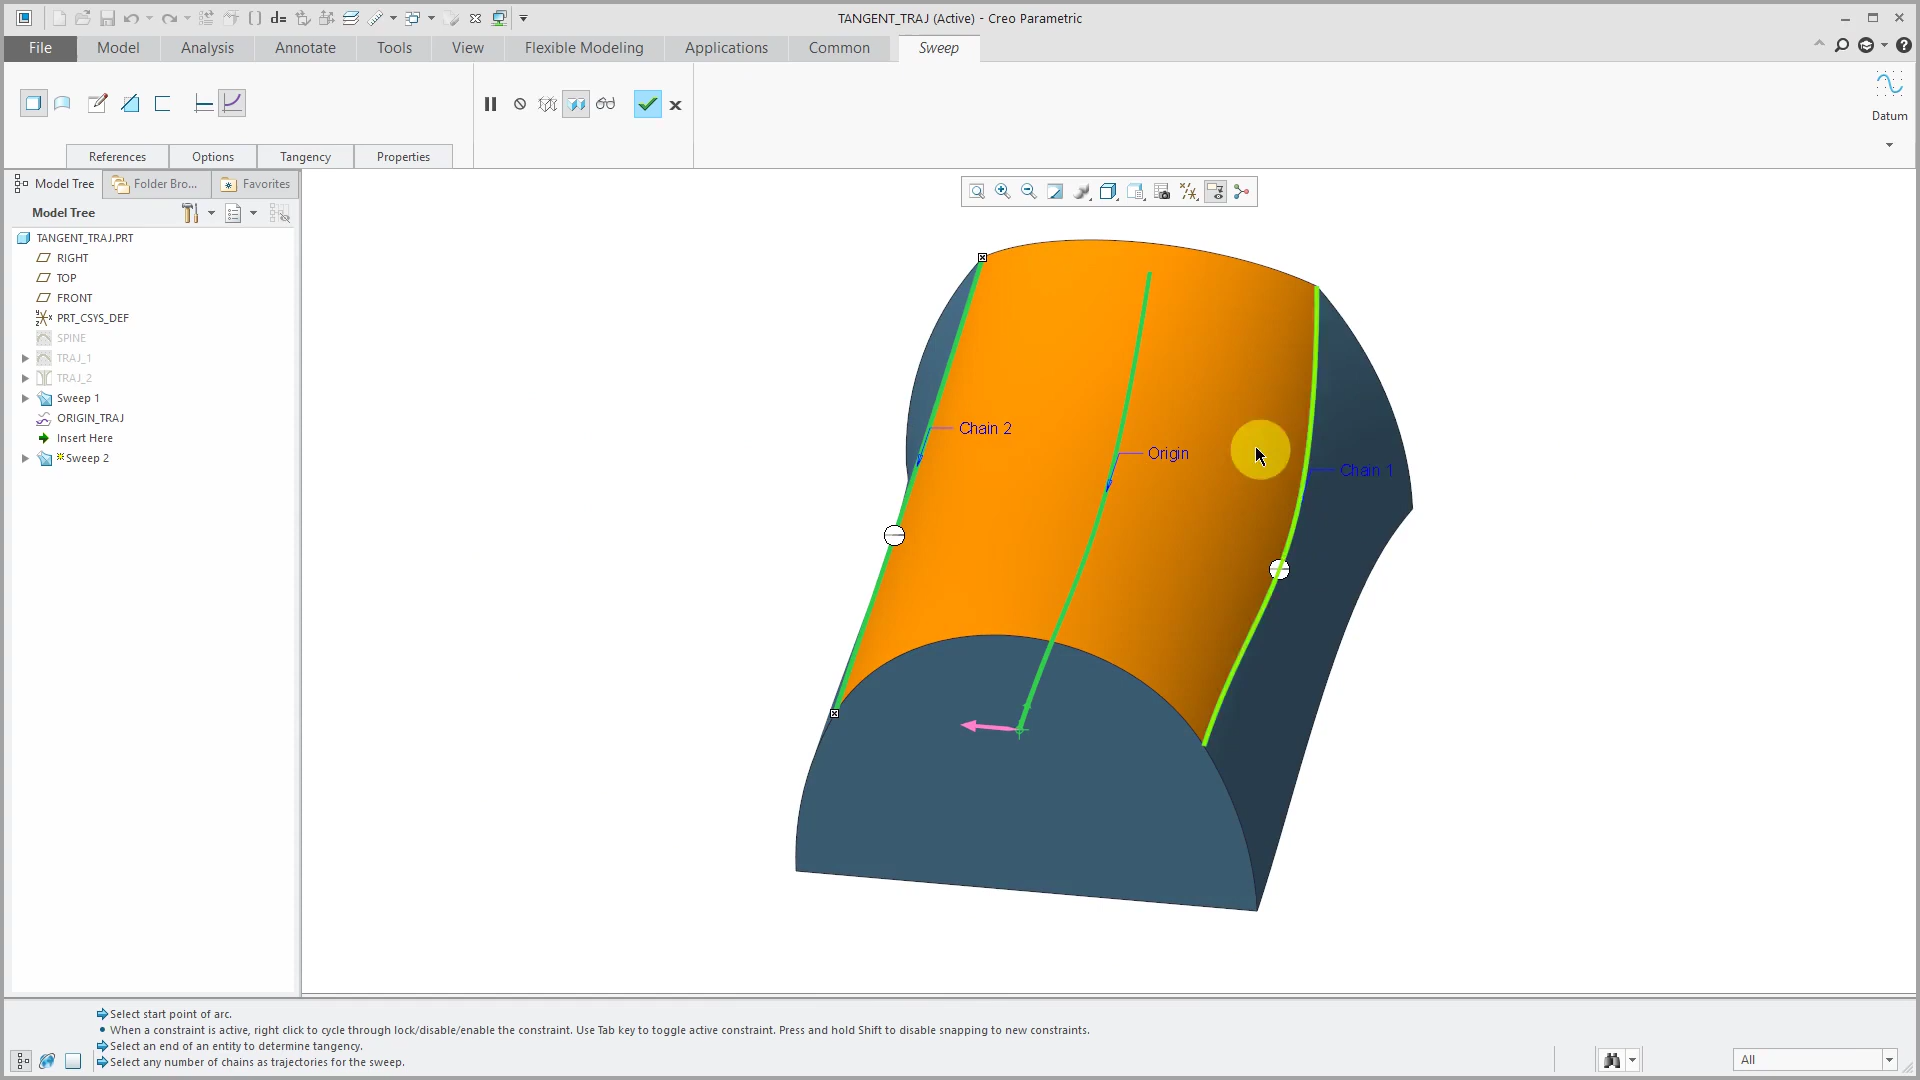 TANGENT_TRAJ (Active) - Creo Parametric
File Model Analysis Annotate Tools View Flexible Modeling Applications Common Sweep
Datum
References Options Tangency Properties
Model Tree Folder Bro... Favorites
Model Tree
TANGENT_TRAJ.PRT
RIGHT
TOP
FRONT
PRT_CSYS_DEF
SPINE
TRAJ_1
TRAJ_2
Sweep 1
ORIGIN_TRAJ
Insert Here
Sweep 2
Chain 2
Origin
Chain 1
Select start point of arc.
When a constraint is active, right click to cycle through lock/disable/enable the constraint. Use Tab key to toggle active constraint. Press and hold Shift to disable snapping to new constraints.
Select an end of an entity to determine tangency.
Select any number of chains as trajectories for the sweep.
All